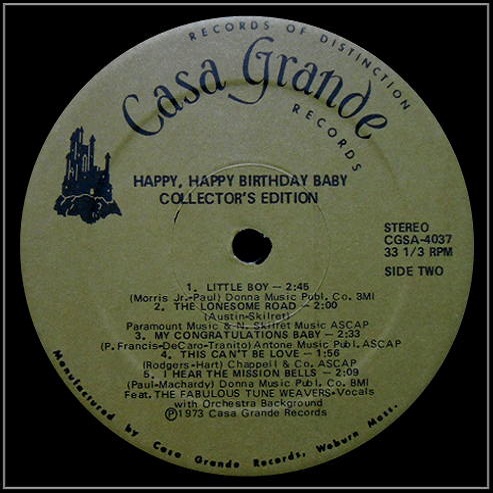 RECORDS OF DISTINCTION
Casa Grande
RECORDS
HAPPY, HAPPY BIRTHDAY BABY
COLLECTOR'S EDITION
STEREO
CGSA-4037
33 1/3 RPM
SIDE TWO
1. LITTLE BOY — 2:45
(Morris Jr.-Paul) Donna Music Publ. Co. BMI
2. THE LONESOME ROAD — 2:00
(Austin-Skilret)
Paramount Music & N. Skilfret Music ASCAP
3. MY CONGRATULATIONS BABY — 2:33
(P. Francis-DeCaro-Tranito) Antone Music Publ. ASCAP
4. THIS CAN'T BE LOVE — 1:56
(Rodgers-Hart) Chappell & Co. ASCAP
5. I HEAR THE MISSION BELLS — 2:09
(Paul-Machardy) Donna Music Publ. Co. BMI
Feat. THE FABULOUS TUNE WEAVERS-Vocals
with Orchestra Background
Ⓟ1973 Casa Grande Records
Manufactured by Casa Grande Records, Woburn Mass.